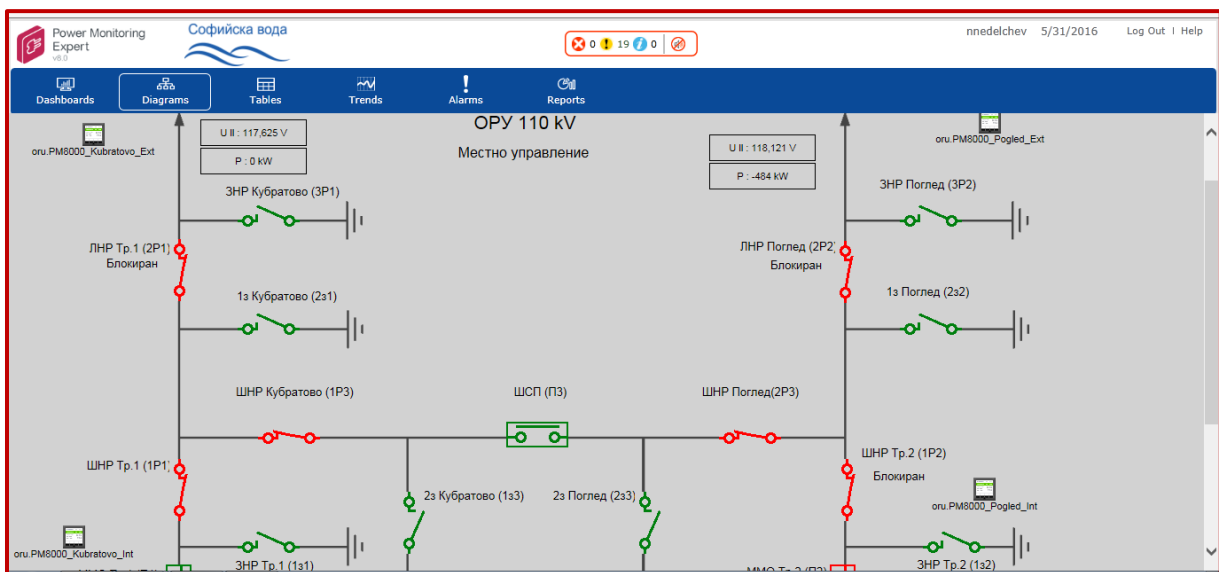 Power Monitoring
Expert
v8.0
Софийска вода
0 19 0
nnedelchev 5/31/2016 Log Out | Help
Dashboards Diagrams Tables Trends Alarms Reports
ОРУ 110 kV
Местно управление
oru.PM8000_Kubratovo_Ext
U ll : 117,625 V
P : 0 kW
U ll : 118,121 V
P : -484 kW
oru.PM8000_Pogled_Ext
ЗНР Кубратово (3Р1)
ЗНР Поглед (3Р2)
ЛНР Тр.1 (2Р1)
Блокиран
ЛНР Поглед (2Р2)
Блокиран
1з Кубратово (2з1)
1з Поглед (2з2)
ШНР Кубратово (1Р3)
ШСП (П3)
ШНР Поглед(2Р3)
ШНР Тр.1 (1Р1)
ШНР Тр.2 (1Р2)
Блокиран
2з Кубратово (1з3)
2з Поглед (2з3)
oru.PM8000_Pogled_Int
oru.PM8000_Kubratovo_Int
ЗНР Тр.1 (1з1)
ЗНР Тр.2 (1з2)